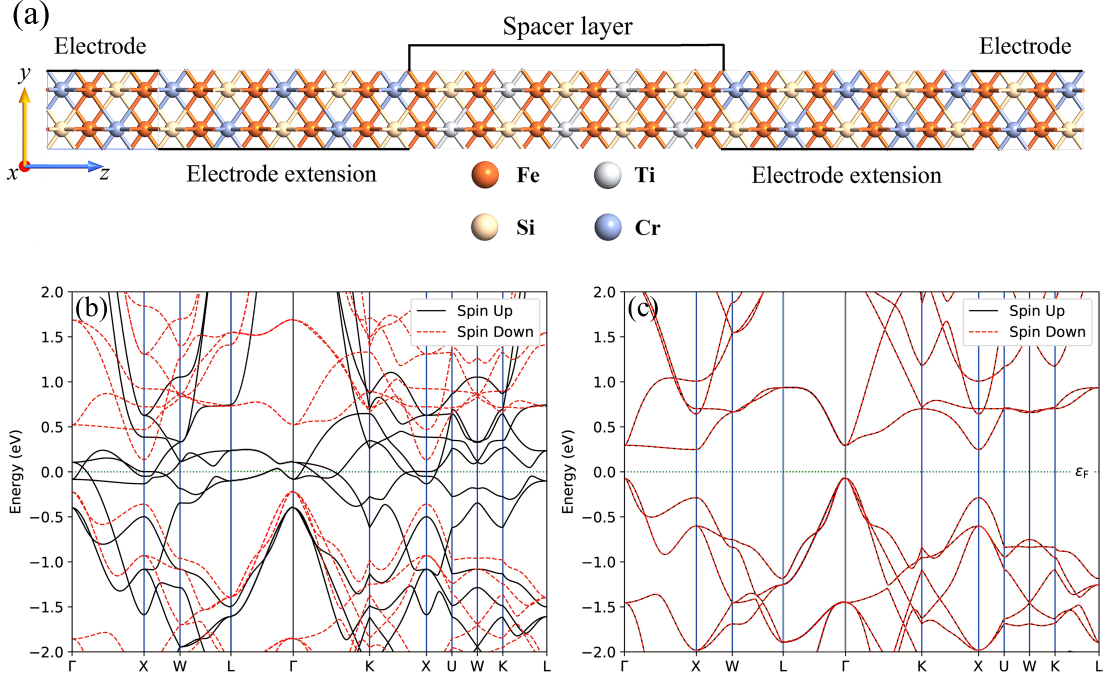 (a)
Spacer layer
Electrode
Electrode
y
x
z
Electrode extension
Electrode extension
Fe
Ti
Si
Cr
(b)
Spin Up
Spin Down
Energy (eV)
2.0
1.5
1.0
0.5
0.0
−0.5
−1.0
−1.5
−2.0
Γ X W L Γ K X U W K L
(c)
Spin Up
Spin Down
Energy (eV)
2.0
1.5
1.0
0.5
0.0
−0.5
−1.0
−1.5
−2.0
εF
Γ X W L Γ K X U W K L